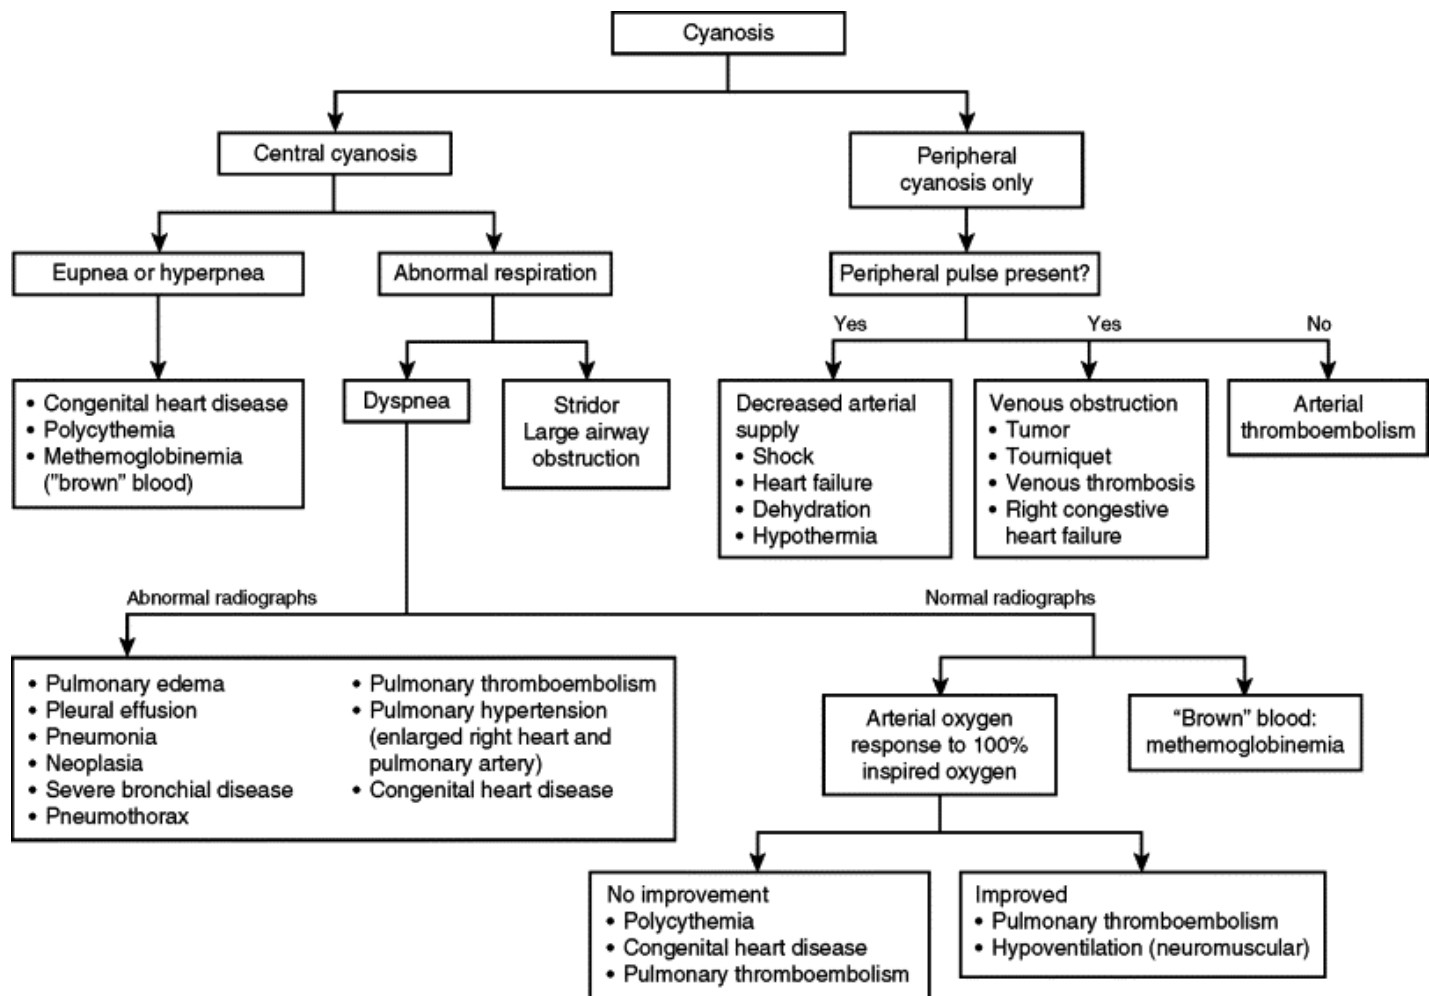 Cyanosis
Central cyanosis
Peripheral
cyanosis only
Eupnea or hyperpnea
Abnormal respiration
Peripheral pulse present?
Yes
Yes
No
• Congenital heart disease
• Polycythemia
• Methemoglobinemia
("brown" blood)
Dyspnea
Stridor
Large airway
obstruction
Decreased arterial
supply
• Shock
• Heart failure
• Dehydration
• Hypothermia
Venous obstruction
• Tumor
• Tourniquet
• Venous thrombosis
• Right congestive
heart failure
Arterial
thromboembolism
Abnormal radiographs
Normal radiographs
• Pulmonary edema
• Pleural effusion
• Pneumonia
• Neoplasia
• Severe bronchial disease
• Pneumothorax
• Pulmonary thromboembolism
• Pulmonary hypertension
(enlarged right heart and
pulmonary artery)
• Congenital heart disease
Arterial oxygen
response to 100%
inspired oxygen
“Brown” blood:
methemoglobinemia
No improvement
• Polycythemia
• Congenital heart disease
• Pulmonary thromboembolism
Improved
• Pulmonary thromboembolism
• Hypoventilation (neuromuscular)